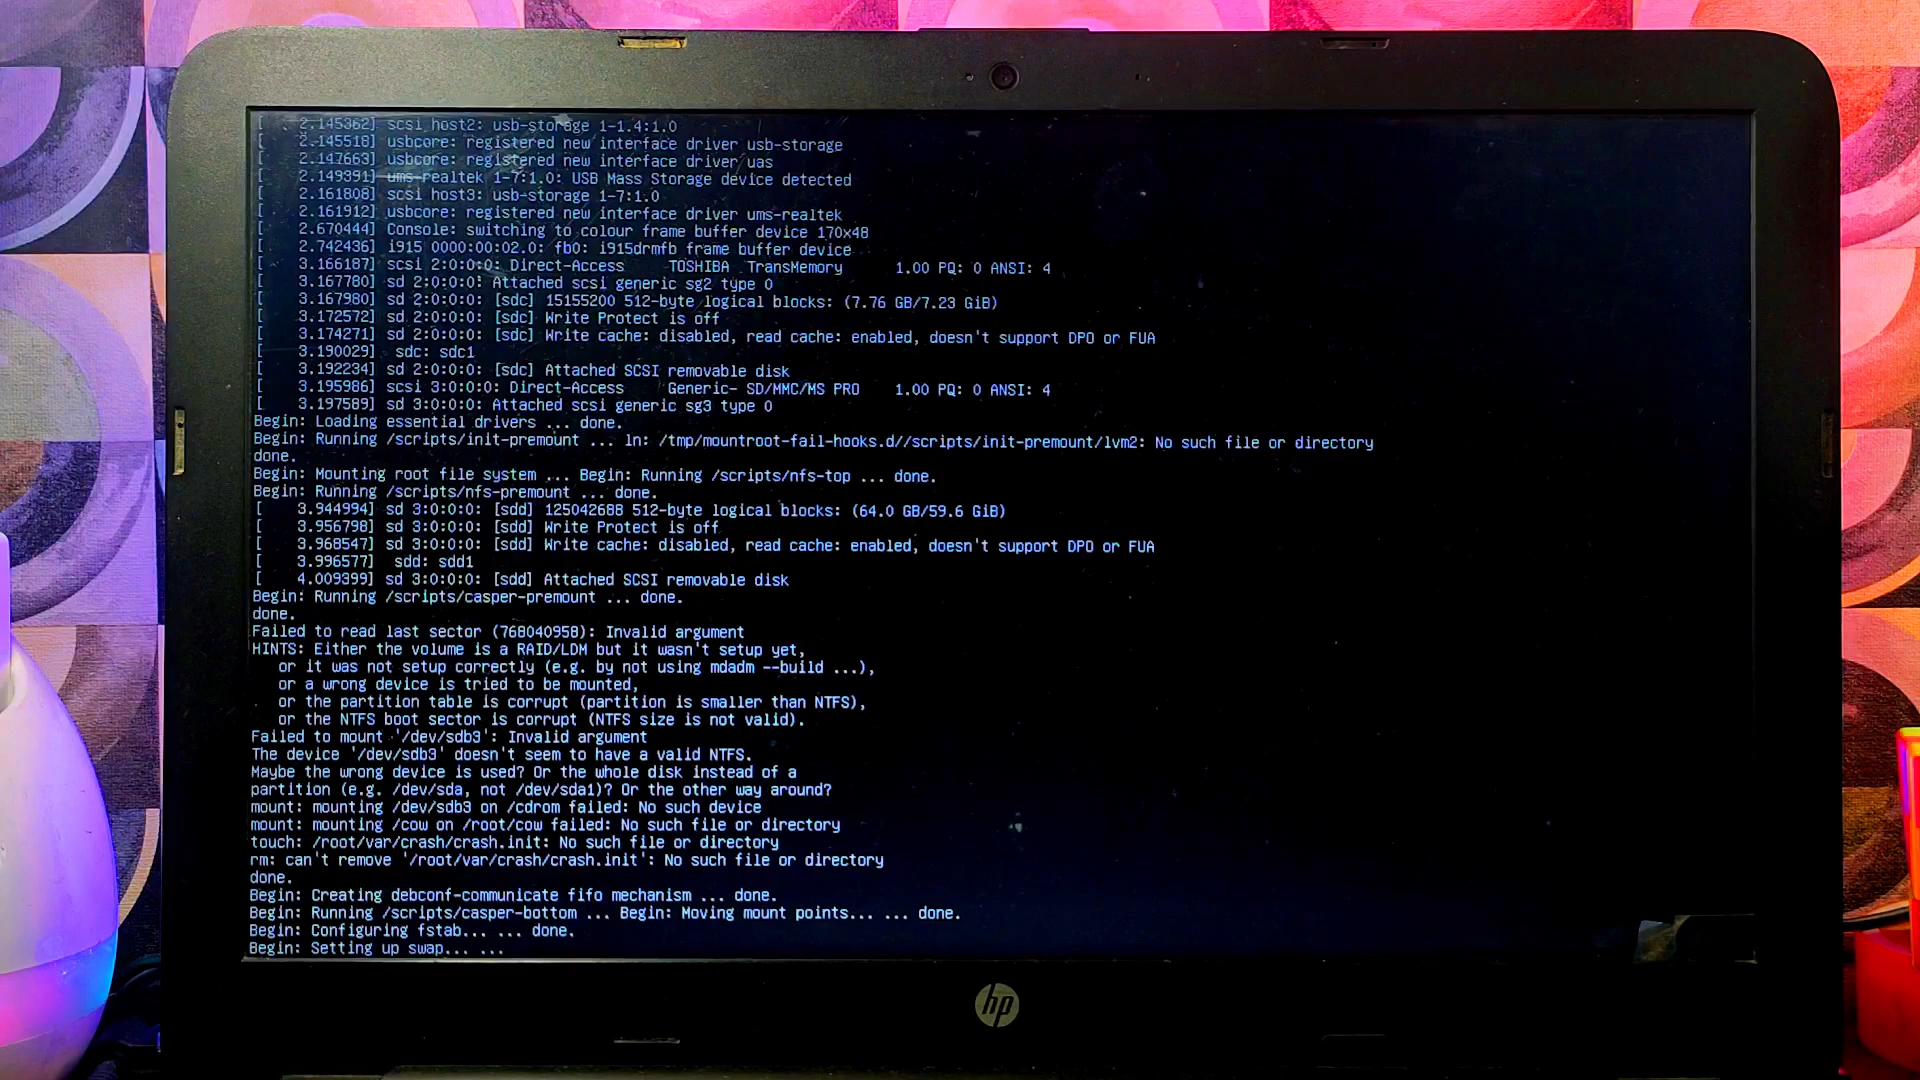 [    2.145362] scsi host2: usb-storage 1-1.4:1.0
[    2.145518] usbcore: registered new interface driver usb-storage
[    2.147663] usbcore: registered new interface driver uas
[    2.149391] ums-realtek 1-7:1.0: USB Mass Storage device detected
[    2.161808] scsi host3: usb-storage 1-7:1.0
[    2.161912] usbcore: registered new interface driver ums-realtek
[    2.670444] Console: switching to colour frame buffer device 170x48
[    2.742436] i915 0000:00:02.0: fb0: i915drmfb frame buffer device
[    3.166187] scsi 2:0:0:0: Direct-Access     TOSHIBA  TransMemory      1.00 PQ: 0 ANSI: 4
[    3.167780] sd 2:0:0:0: Attached scsi generic sg2 type 0
[    3.167980] sd 2:0:0:0: [sdc] 15155200 512-byte logical blocks: (7.76 GB/7.23 GiB)
[    3.172572] sd 2:0:0:0: [sdc] Write Protect is off
[    3.174271] sd 2:0:0:0: [sdc] Write cache: disabled, read cache: enabled, doesn't support DPO or FUA
[    3.190029]  sdc: sdc1
[    3.192234] sd 2:0:0:0: [sdc] Attached SCSI removable disk
[    3.195986] scsi 3:0:0:0: Direct-Access     Generic- SD/MMC/MS PRO    1.00 PQ: 0 ANSI: 4
[    3.197589] sd 3:0:0:0: Attached scsi generic sg3 type 0
Begin: Loading essential drivers ... done.
Begin: Running /scripts/init-premount ... ln: /tmp/mountroot-fail-hooks.d//scripts/init-premount/lvm2: No such file or directory
done.
Begin: Mounting root file system ... Begin: Running /scripts/nfs-top ... done.
Begin: Running /scripts/nfs-premount ... done.
[    3.944994] sd 3:0:0:0: [sdd] 125042688 512-byte logical blocks: (64.0 GB/59.6 GiB)
[    3.956798] sd 3:0:0:0: [sdd] Write Protect is off
[    3.968547] sd 3:0:0:0: [sdd] Write cache: disabled, read cache: enabled, doesn't support DPO or FUA
[    3.996577]  sdd: sdd1
[    4.009399] sd 3:0:0:0: [sdd] Attached SCSI removable disk
Begin: Running /scripts/casper-premount ... done.
done.
Failed to read last sector (768040958): Invalid argument
HINTS: Either the volume is a RAID/LDM but it wasn't setup yet,
   or it was not setup correctly (e.g. by not using mdadm --build ...),
   or a wrong device is tried to be mounted,
   or the partition table is corrupt (partition is smaller than NTFS),
   or the NTFS boot sector is corrupt (NTFS size is not valid).
Failed to mount '/dev/sdb3': Invalid argument
The device '/dev/sdb3' doesn't seem to have a valid NTFS.
Maybe the wrong device is used? Or the whole disk instead of a
partition (e.g. /dev/sda, not /dev/sda1)? Or the other way around?
mount: mounting /dev/sdb3 on /cdrom failed: No such device
mount: mounting /cow on /root/cow failed: No such file or directory
touch: /root/var/crash/crash.init: No such file or directory
rm: can't remove '/root/var/crash/crash.init': No such file or directory
done.
Begin: Creating debconf-communicate fifo mechanism ... done.
Begin: Running /scripts/casper-bottom ... Begin: Moving mount points... ... done.
Begin: Configuring fstab... ... done.
Begin: Setting up swap... ...
hp